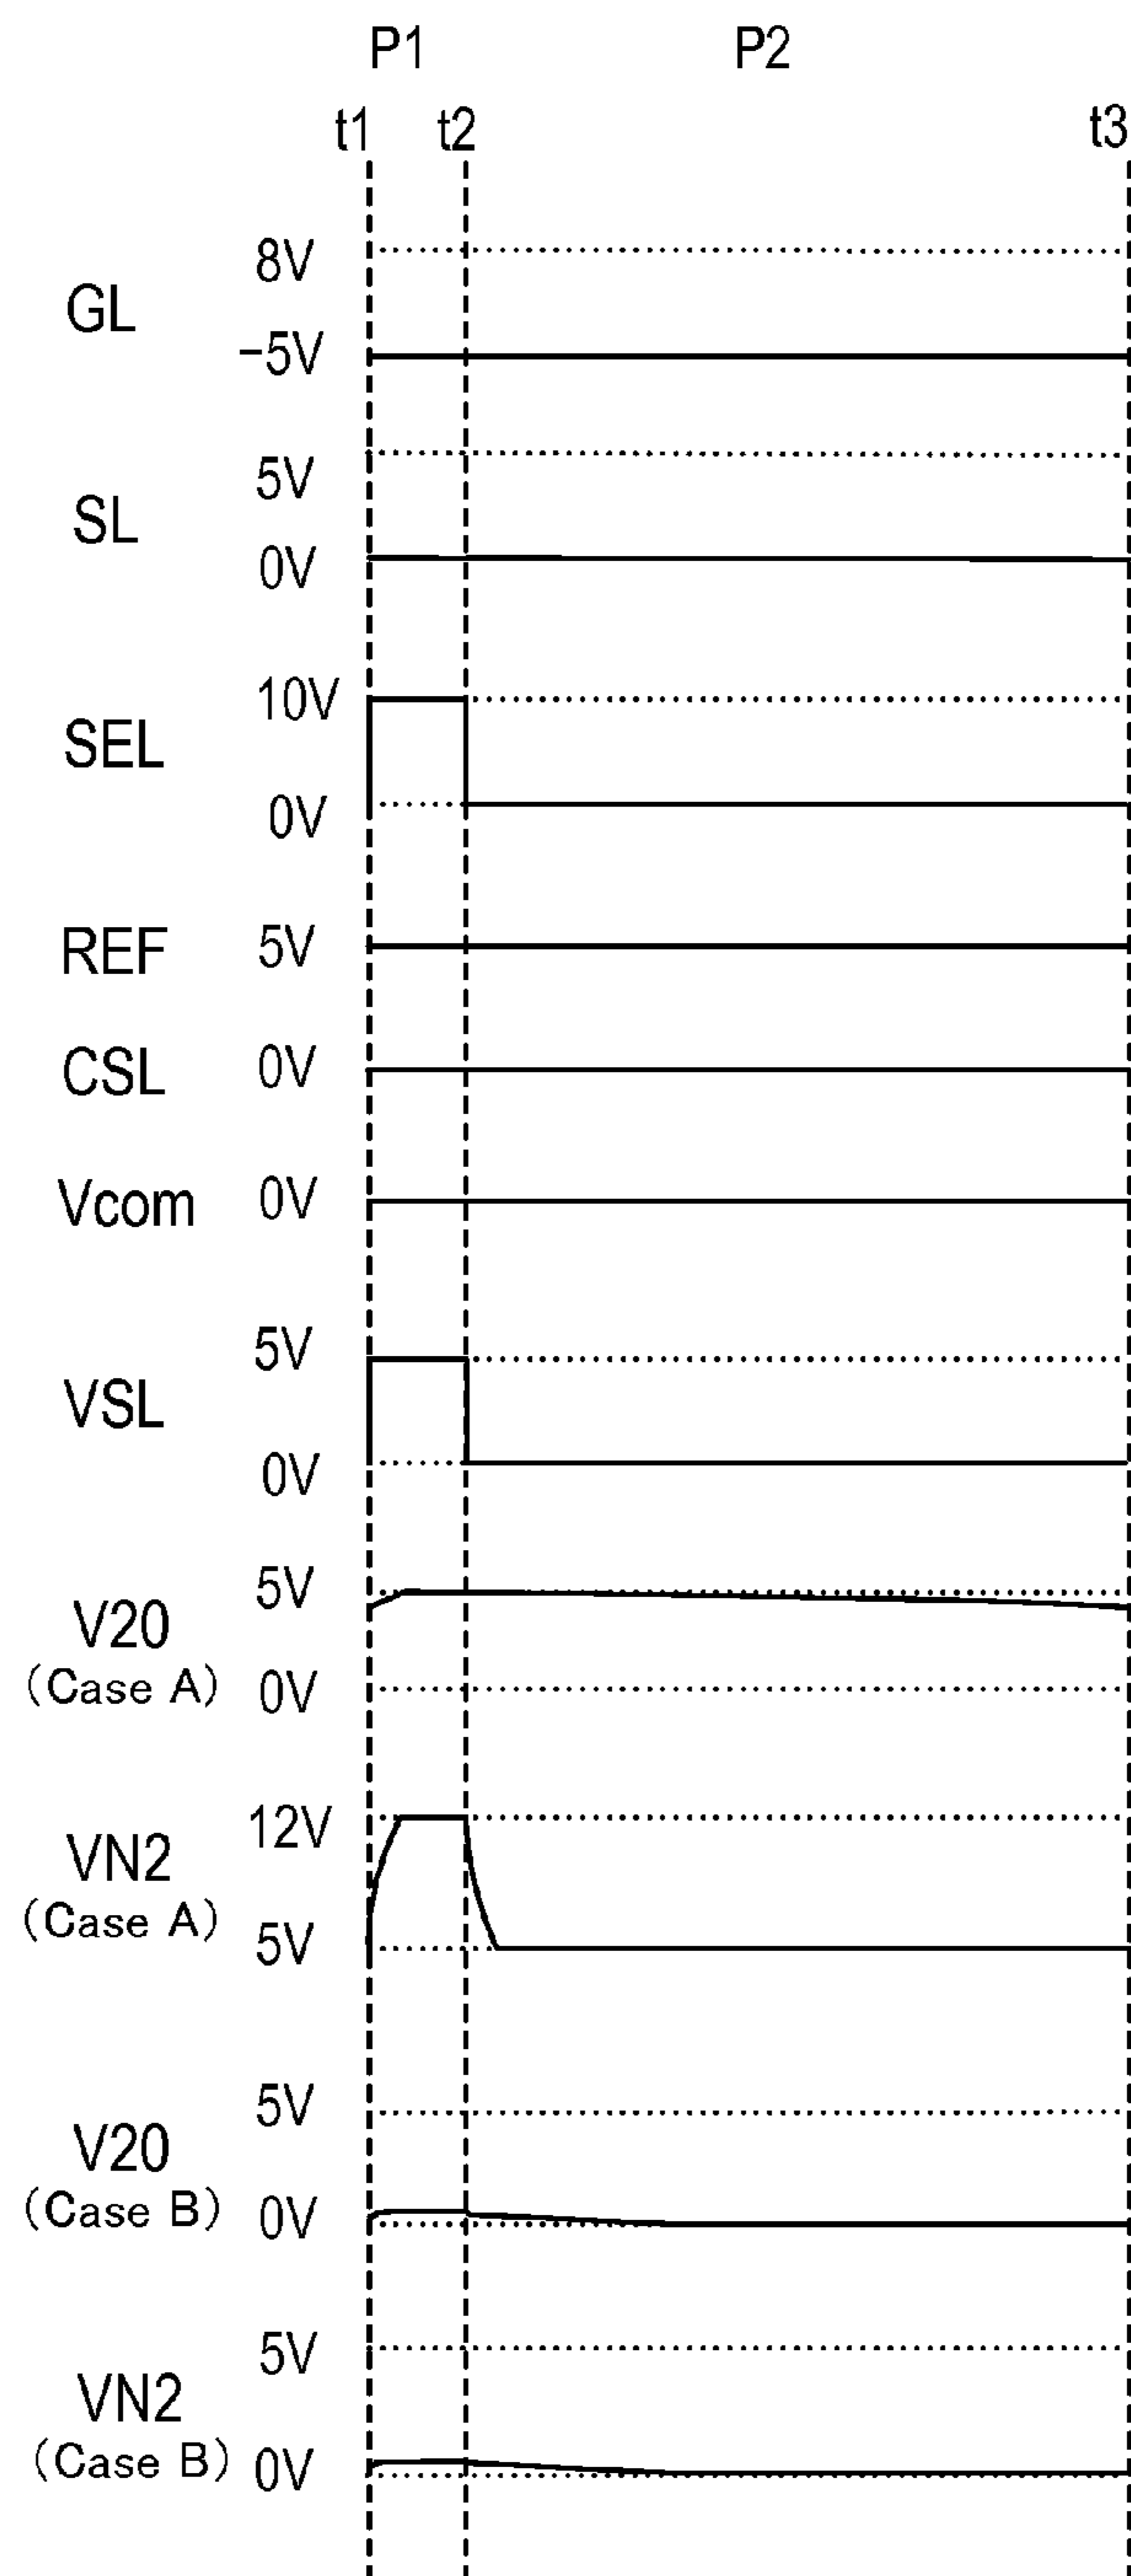 P1 P2
t1 t2 t3
8V
GL
−5V
5V
SL
0V
10V
SEL
0V
REF 5V
CSL 0V
Vcom 0V
5V
VSL
0V
5V
V20
(Case A) 0V
12V
VN2
(Case A)
5V
5V
V20
(Case B) 0V
5V
VN2
(Case B) 0V